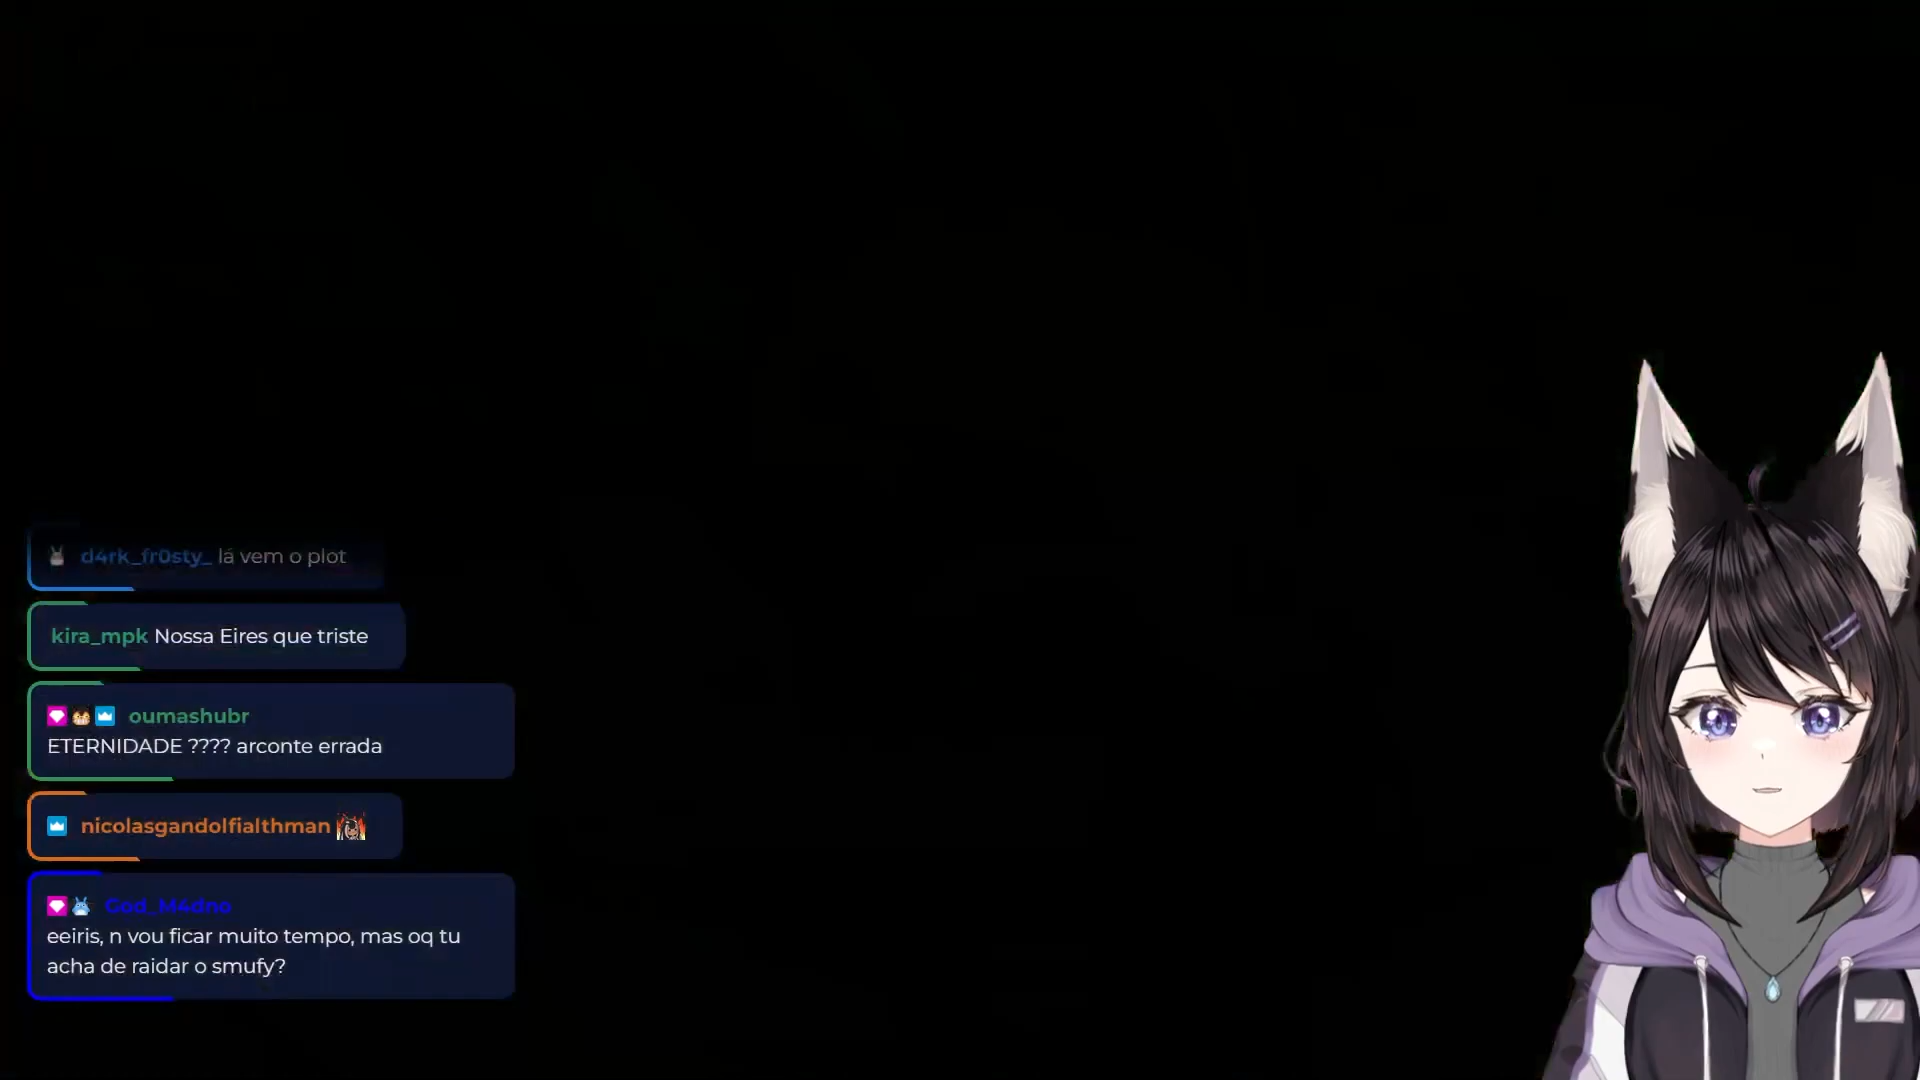 d4rk_fr0sty_ lá vem o plot
kira_mpk Nossa Eires que triste
oumashubr
ETERNIDADE ???? arconte errada
nicolasgandolfialthman
God_M4dno
eeiris, n vou ficar muito tempo, mas oq tu
acha de raidar o smufy?